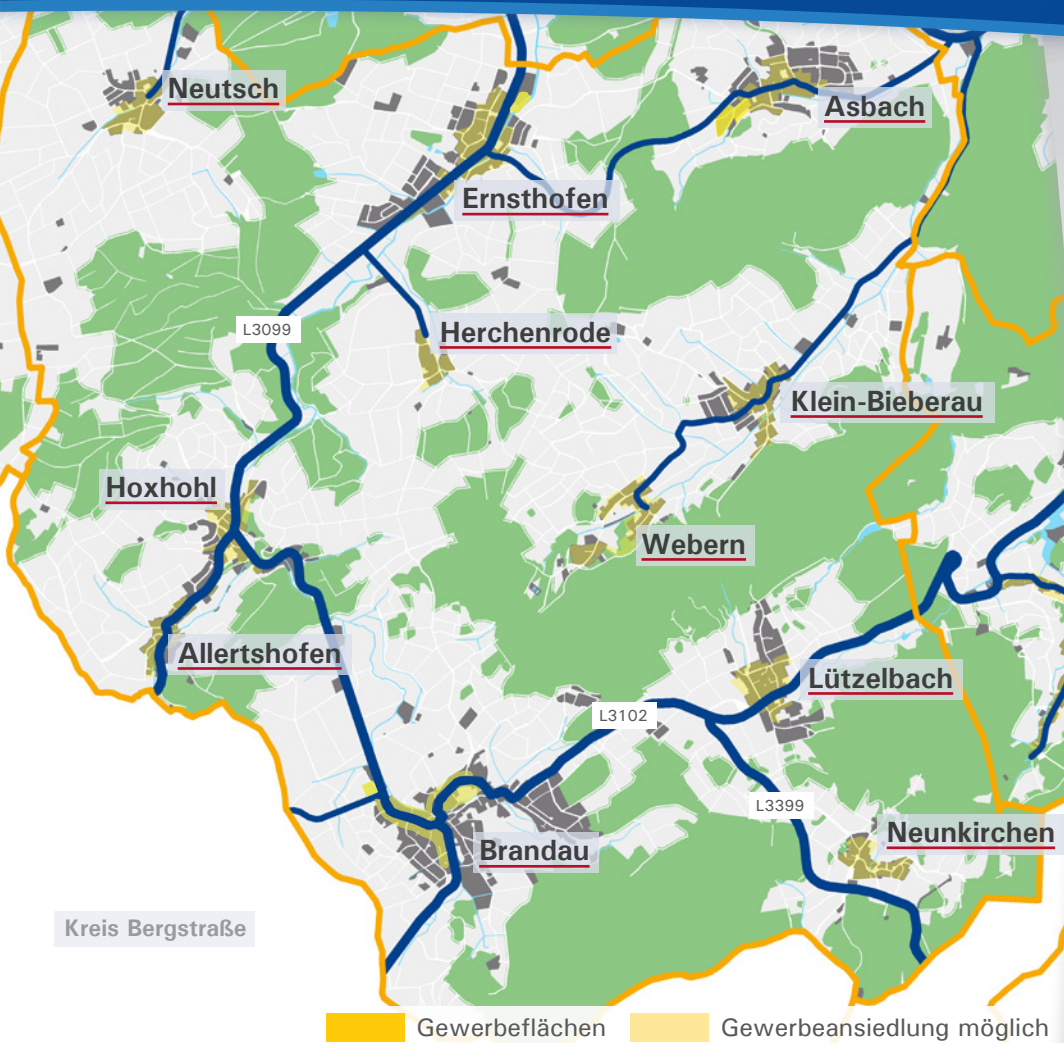 Neutsch
Asbach
Ernsthofen
L3099
Herchenrode
Klein-Bieberau
Hoxhohl
Webern
Allertshofen
Lützelbach
L3102
L3399
Neunkirchen
Brandau
Kreis Bergstraße
Gewerbeflächen
Gewerbeansiedlung möglich